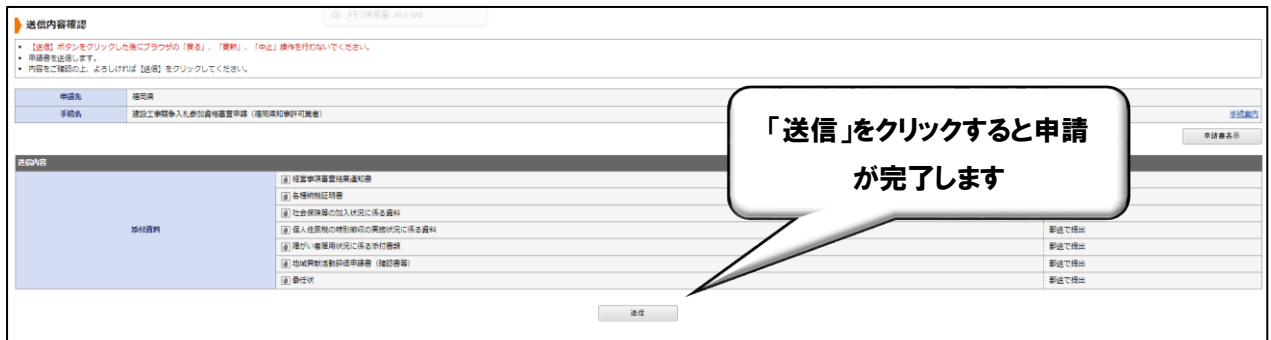 メモリ使用量: 48.6 MB
送信内容確認
• 【送信】ボタンをクリックした後にブラウザの「戻る」、「更新」、「中止」操作を行わないでください。
• 申請書を送信します。
• 内容をご確認の上、よろしければ【送信】をクリックしてください。
申請先 福岡県
手続名 建設工事競争入札参加資格審査申請（福岡県知事許可業者） 手続案内
申請書表示
「送信」をクリックすると申請
が完了します
送信内容
添付資料
経営事項審査結果通知書
各種納税証明書
社会保険等の加入状況に係る資料
個人住民税の特別徴収の実施状況に係る資料 郵送で提出
障がい者雇用状況に係る添付書類 郵送で提出
地域貢献活動評価申請書（確認書等） 郵送で提出
委任状 郵送で提出
送信